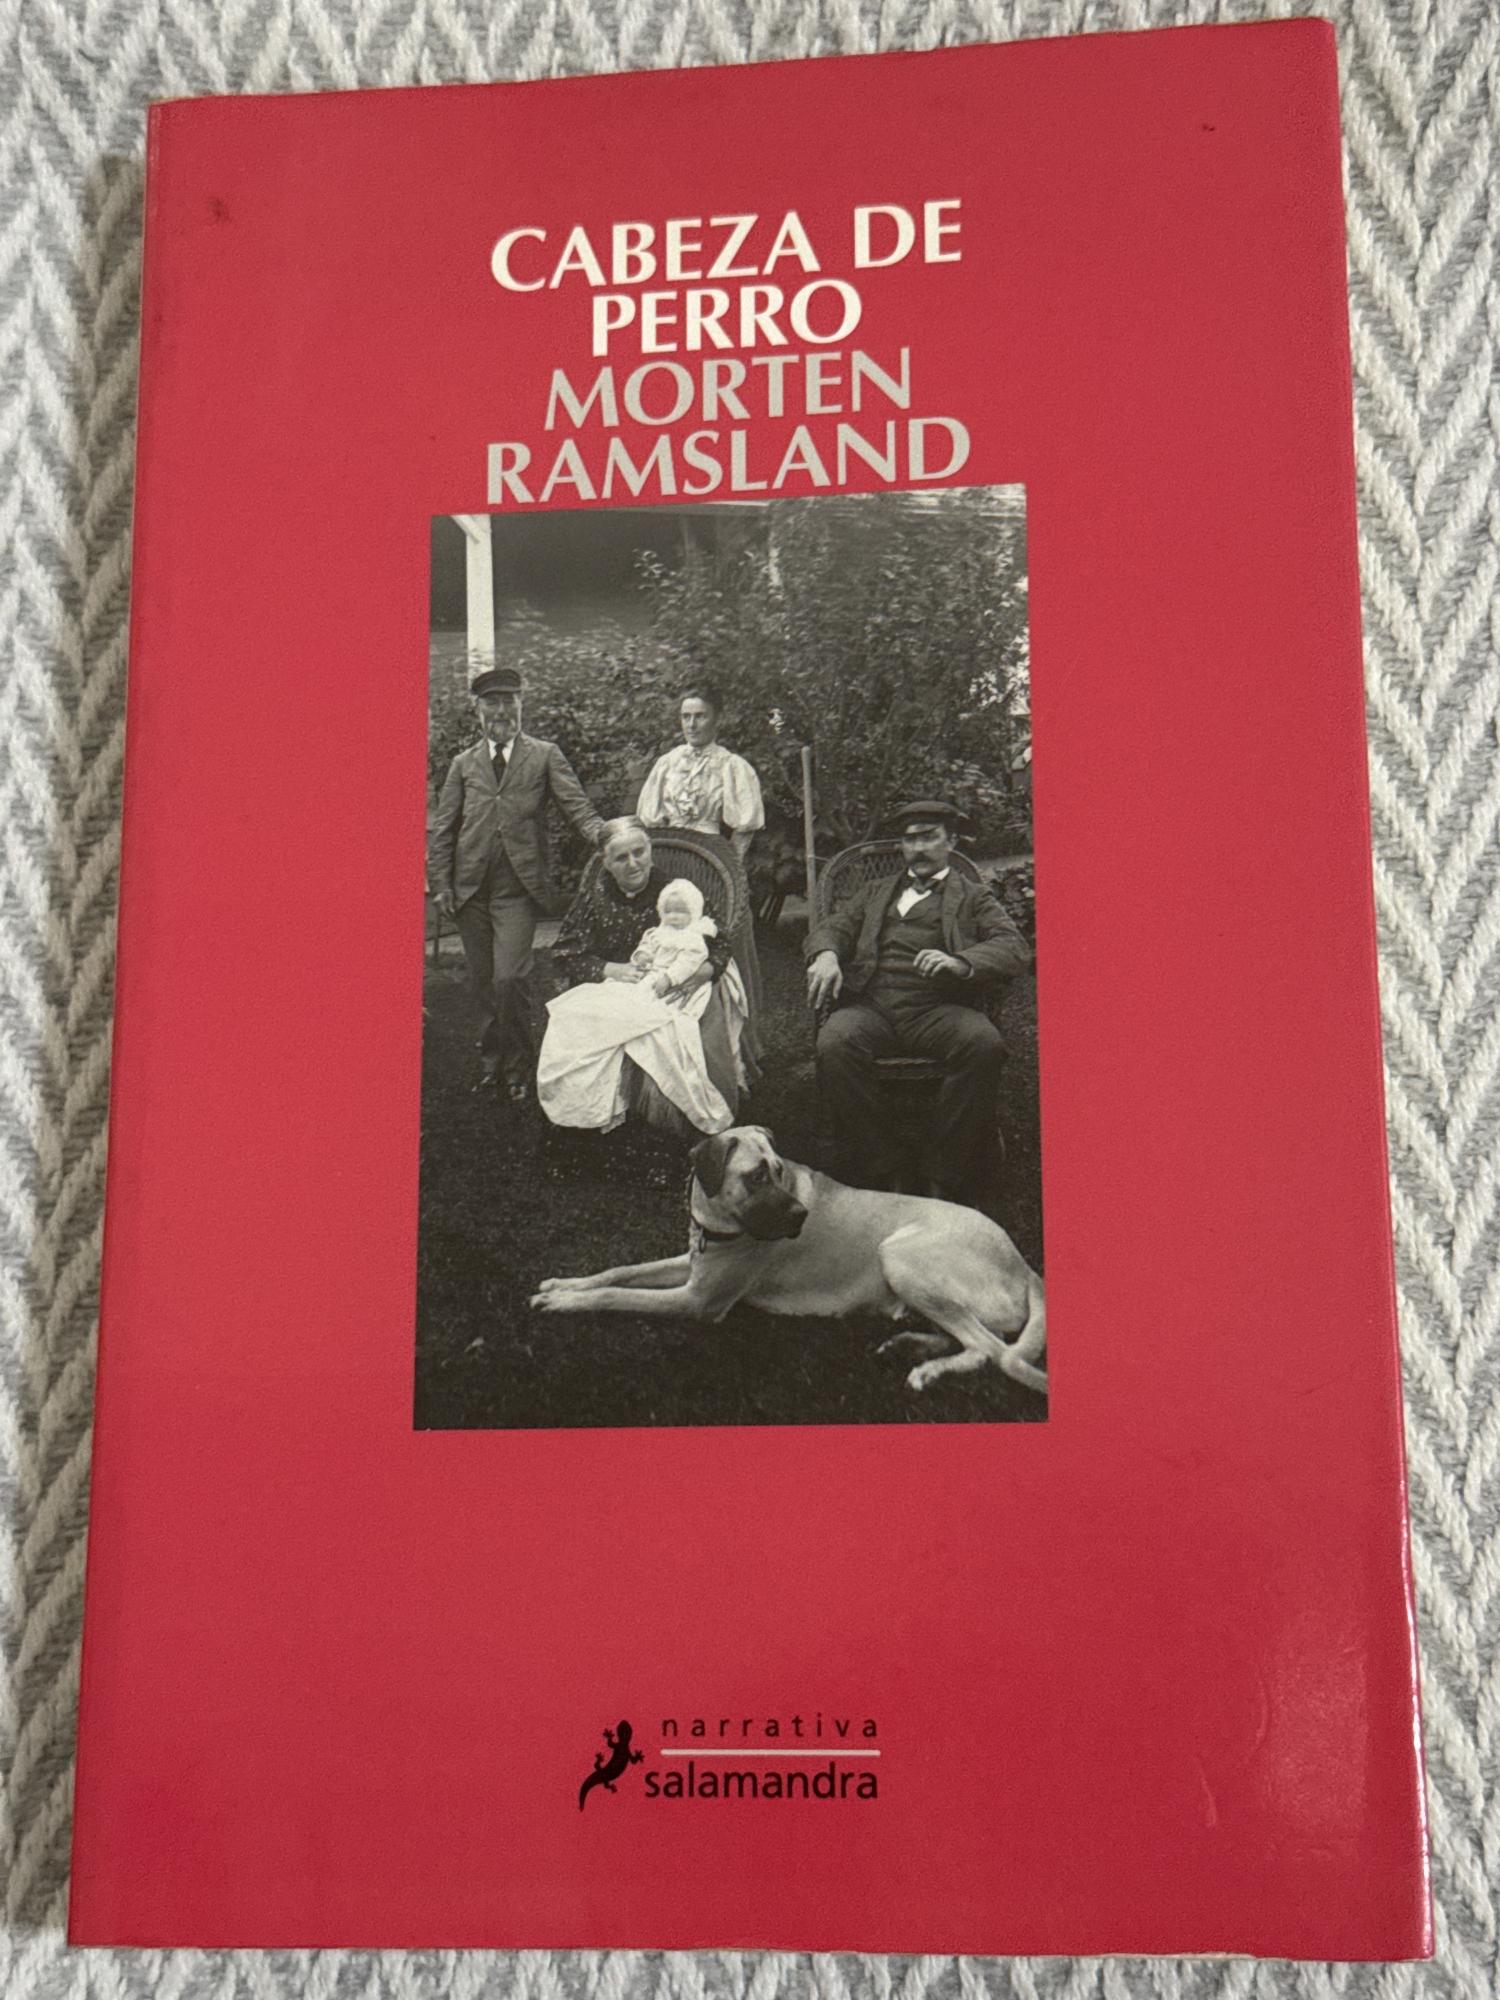 CABEZA DE
PERRO
MORTEN
RAMSLAND
narrativa
salamandra